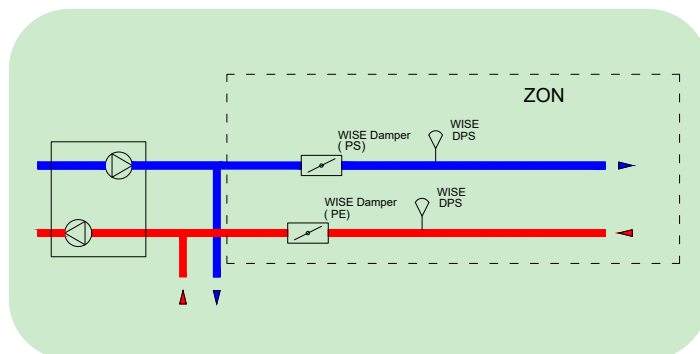 ZON
WISE Damper
( PS)
WISE
DPS
WISE Damper
( PE)
WISE
DPS